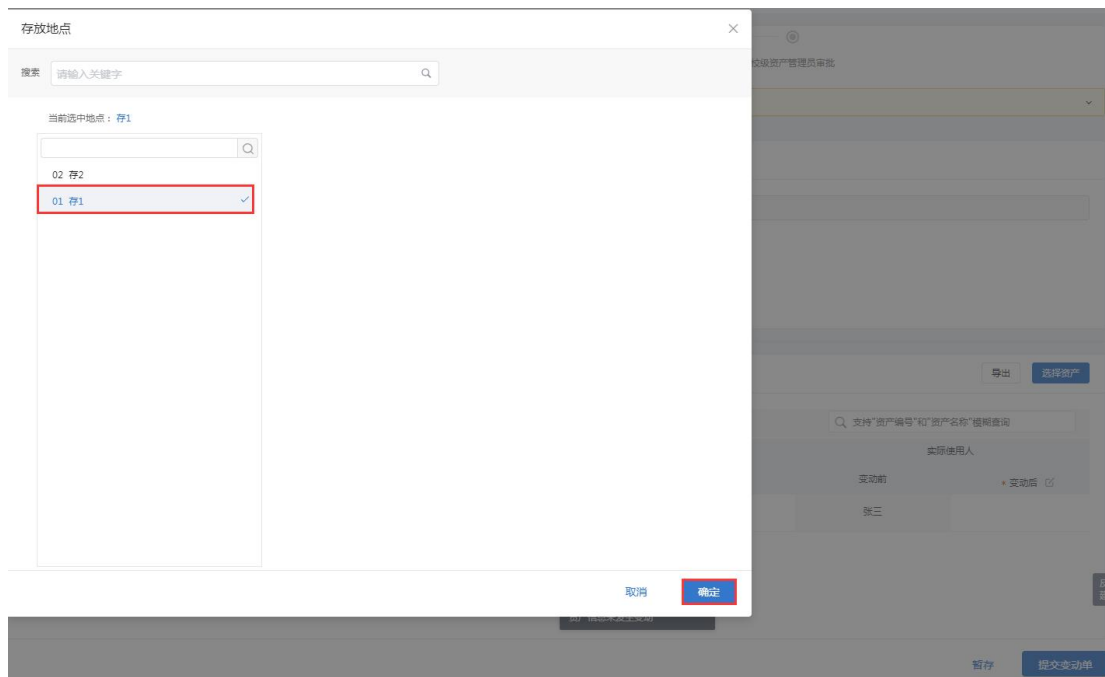 存放地点
搜索 请输入关键字
当前选中地点：存1
02 存2
01 存1
取消 确定
校级资产管理员审批
导出 选择资产
支持"资产编号"和"资产名称"模糊查询
实际使用人
变动前 * 变动后
张三
暂存 提交变动单